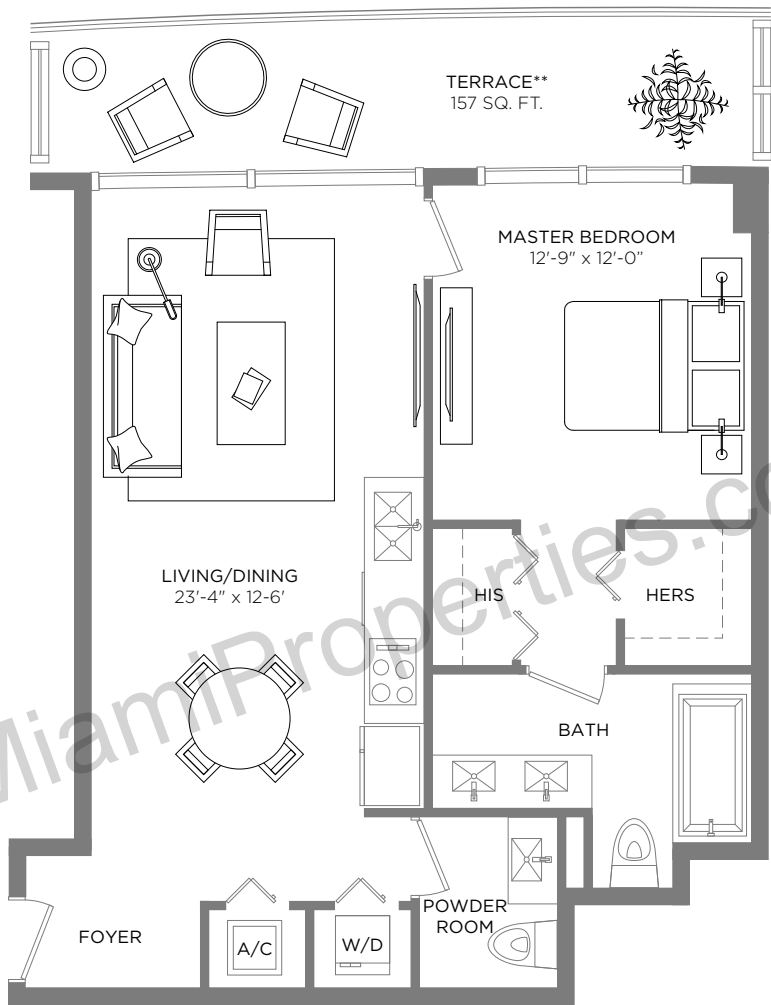 TERRACE**
157 SQ. FT.
MASTER BEDROOM
12'-9" x 12'-0”
LIVING/DINING
23'-4" x 12-6'
HIS
HERS
BATH
FOYER
A/C
W/D
POWDER
ROOM
MiamiProperties.co